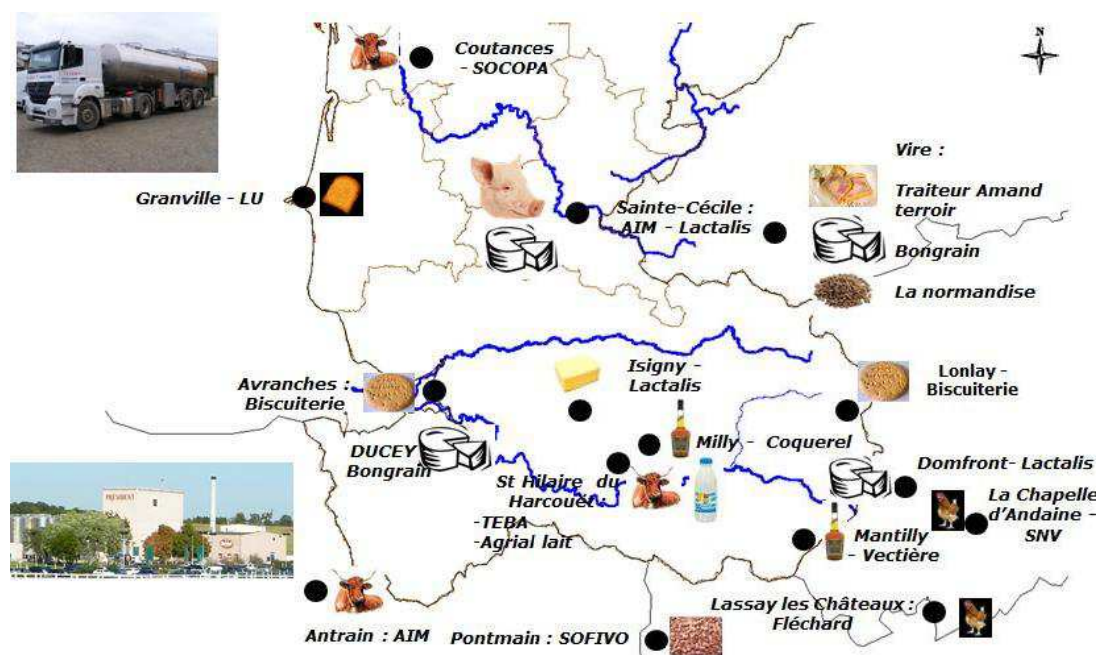 N
Coutances
- SOCOPA
Vire :
Granville - LU
Sainte-Cécile :
AIM - Lactalis
Traiteur Amand
terroir
Bongrain
La normandise
Isigny -
Lactalis
Avranches :
Biscuiterie
Lonlay -
Biscuiterie
DUCEY
Bongrain
Milly - Coquerel
St Hilaire du
Harcouët :
-TEBA
-Agrial lait
Domfront- Lactalis
La Chapelle
d'Andaine -
SNV
Mantilly
- Vectière
PRESIDENT
Antrain : AIM
Pontmain : SOFIVO
Lassay les Châteaux :
Fléchard